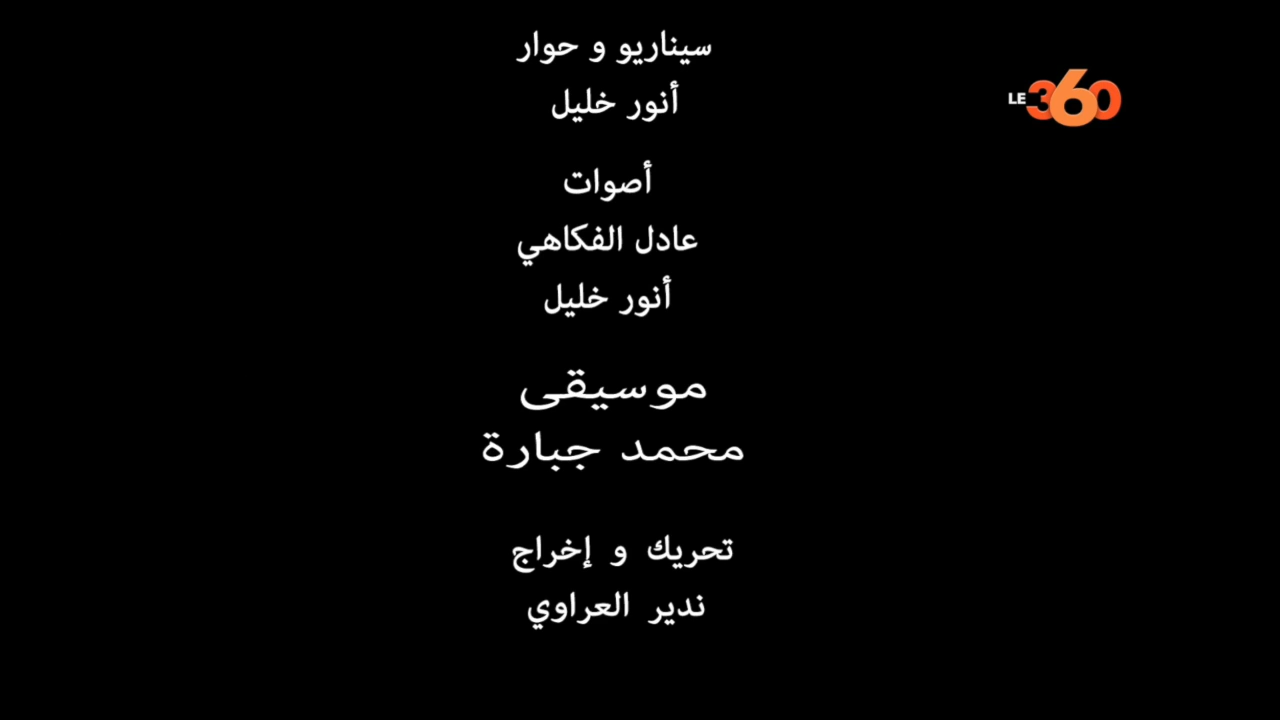 سيناريو و حوار
أنور خليل
LE 360
أصوات
عادل الفكاهي
أنور خليل
موسيقى
محمد جبارة
تحريك و إخراج
ندير العراوي